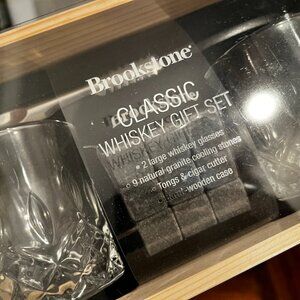 Brookstone
CLASSIC
WHISKEY GIFT SET
• 2 large whiskey glasses
• 9 natural granite cooling stones
• Tongs & cigar cutter
wooden case